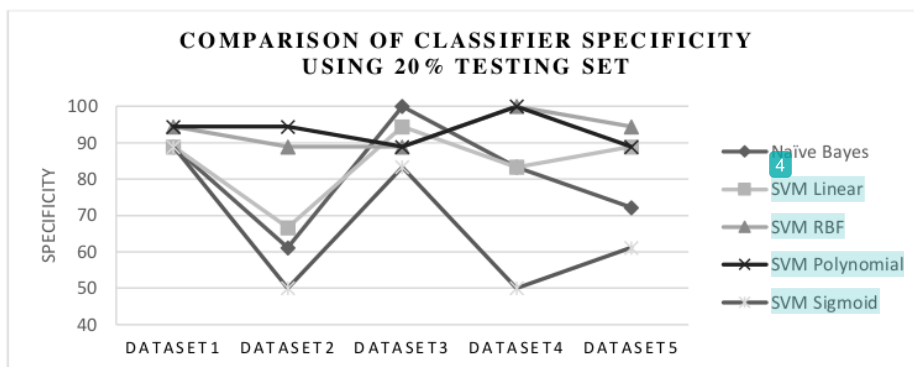 COMPARISON OF CLASSIFIER SPECIFICITY
USING 20% TESTING SET
SPECIFICITY
100
90
80
70
60
50
40
DATASET1 DATASET2 DATASET3 DATASET4 DATASET5
Naïve Bayes
4
SVM Linear
SVM RBF
SVM Polynomial
SVM Sigmoid